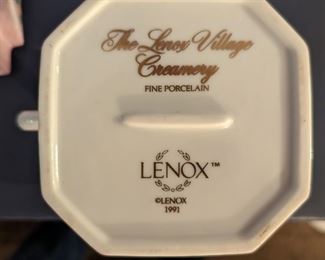 The Lenox Village
Creamery
FINE PORCELAIN
LENOX™
©LENOX
1991